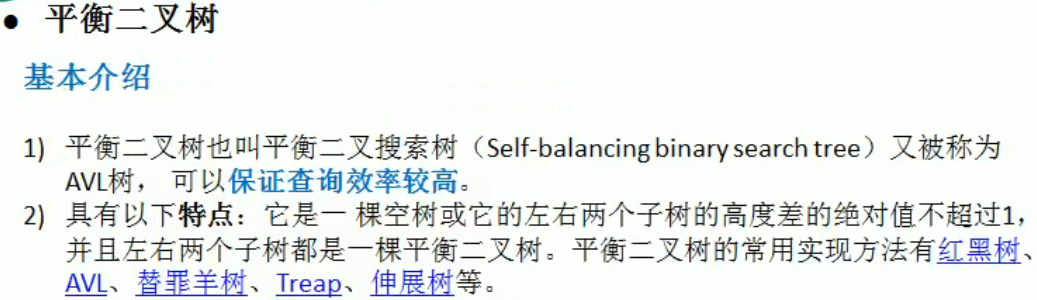 ● 平衡二叉树
基本介绍
1) 平衡二叉树也叫平衡二叉搜索树（Self-balancing binary search tree）又被称为
AVL树， 可以保证查询效率较高。
2) 具有以下特点：它是一 棵空树或它的左右两个子树的高度差的绝对值不超过1，
并且左右两个子树都是一棵平衡二叉树。平衡二叉树的常用实现方法有红黑树、
AVL、替罪羊树、Treap、伸展树等。